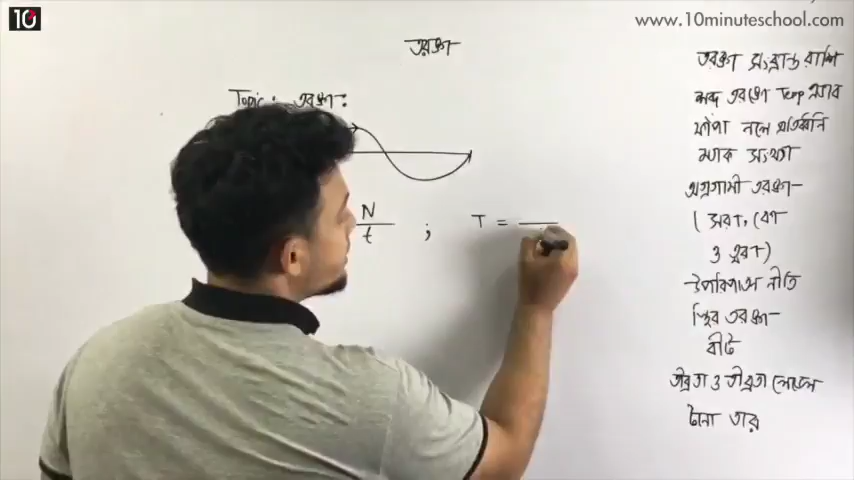 10
www.10minuteschool.com
তরঙ্গ
Topic: তরঙ্গ:
N
t
;
T =
তরঙ্গ সংক্রান্ত রাশি
শব্দ তরঙ্গে Temp এর
ফাঁপা নলে প্রতিধ্বনি
ম্যাক সংখ্যা
অগ্রগামী তরঙ্গ
( সরণ, বেগ
ও ত্বরণ)
উপরিপাতন নীতি
স্থির তরঙ্গ
বীট
তীব্রতা ও তীব্রতা লেভেল
টানা তার